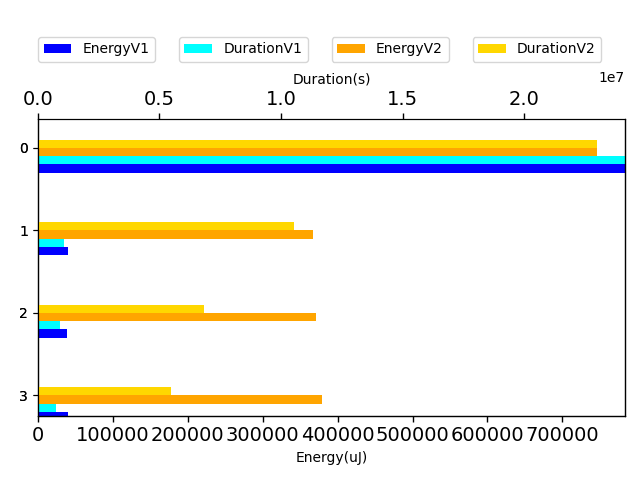 EnergyV1 DurationV1 EnergyV2 DurationV2
Duration(s)
1e7
0.0 0.5 1.0 1.5 2.0
0
1
2
3
0 100000 200000 300000 400000 500000 600000 700000
Energy(uJ)